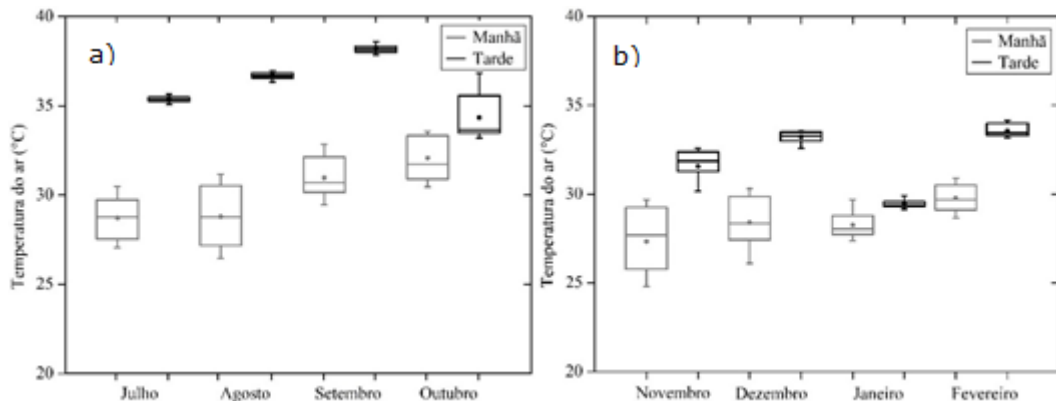 a)
Manhã
Tarde
Temperatura do ar (°C)
40
35
30
25
20
Julho Agosto Setembro Outubro
b)
Manhã
Tarde
Temperatura do ar (°C)
40
35
30
25
20
Novembro Dezembro Janeiro Fevereiro